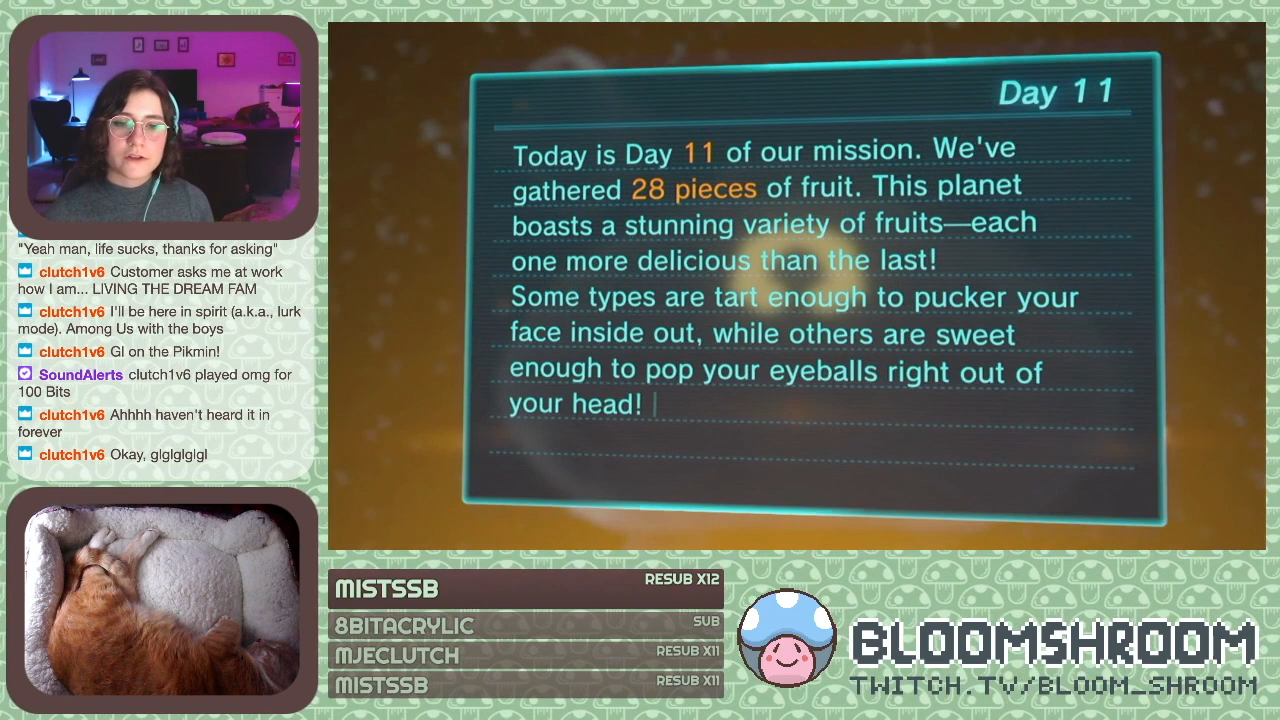 "Yeah man, life sucks, thanks for asking"
clutch1v6 Customer asks me at work
how I am... LIVING THE DREAM FAM
clutch1v6 I'll be here in spirit (a.k.a., lurk
mode). Among Us with the boys
clutch1v6 Gl on the Pikmin!
SoundAlerts clutch1v6 played omg for
100 Bits
clutch1v6 Ahhhh haven't heard it in
forever
clutch1v6 Okay, glglglglgl
Day 11
Today is Day 11 of our mission. We've
gathered 28 pieces of fruit. This planet
boasts a stunning variety of fruits—each
one more delicious than the last!
Some types are tart enough to pucker your
face inside out, while others are sweet
enough to pop your eyeballs right out of
your head!
MISTSSB RESUB X12
8BITACRYLIC SUB
MJECLUTCH RESUB X11
MISTSSB RESUB X11
BLOOMSHROOM
TWITCH.TV/BLOOM_SHROOM